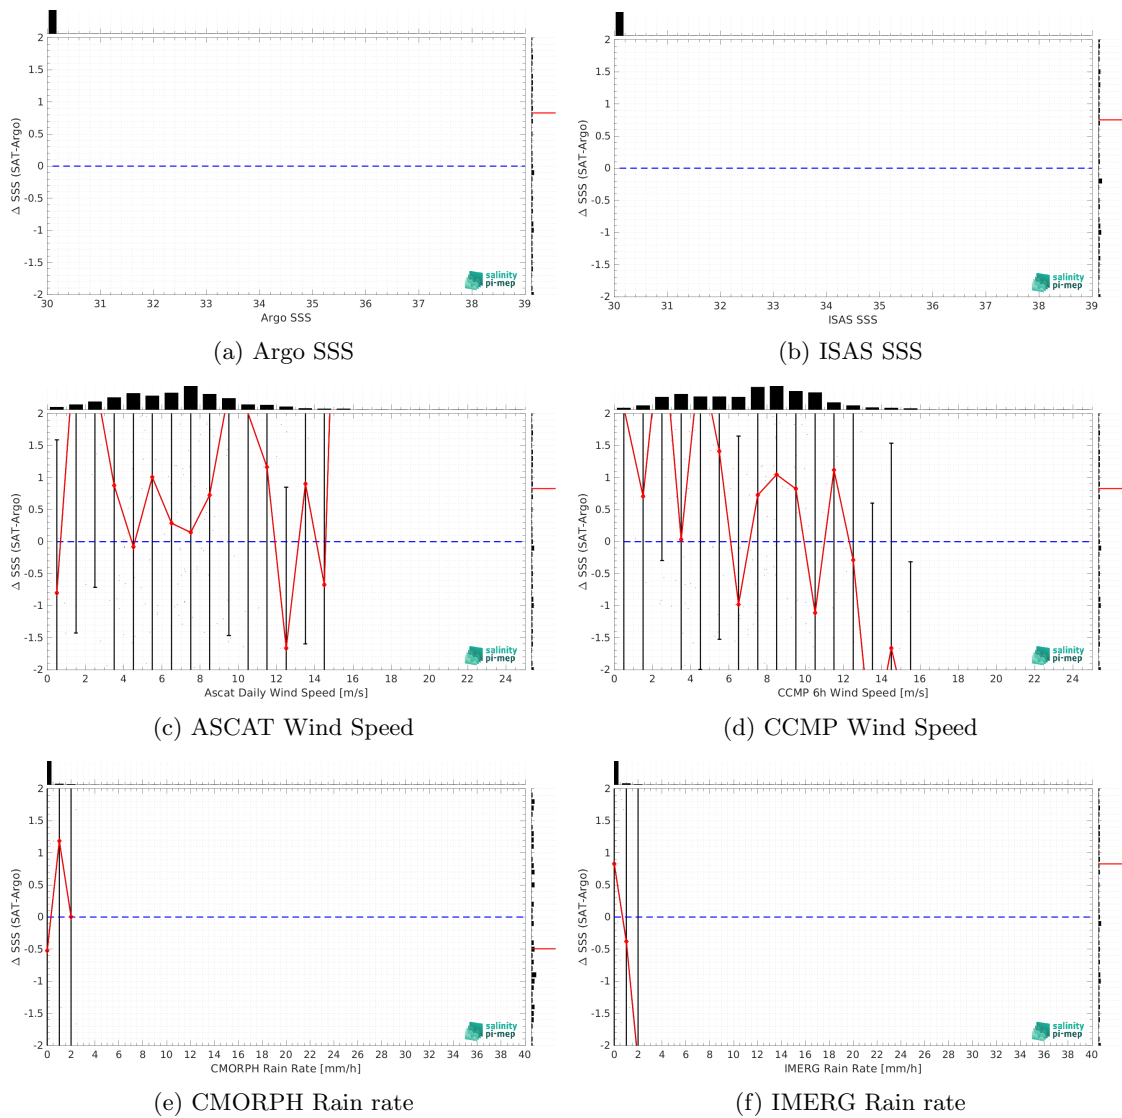 2
1.5
1
0.5
0
-0.5
-1
-1.5
-2
Δ SSS (SAT-Argo)
30 31 32 33 34 35 36 37 38 39
Argo SSS
salinity
pi-mep
(a) Argo SSS
2
1.5
1
0.5
0
-0.5
-1
-1.5
-2
Δ SSS (SAT-Argo)
30 31 32 33 34 35 36 37 38 39
ISAS SSS
salinity
pi-mep
(b) ISAS SSS
2
1.5
1
0.5
0
-0.5
-1
-1.5
-2
Δ SSS (SAT-Argo)
0 2 4 6 8 10 12 14 16 18 20 22 24
Ascat Daily Wind Speed [m/s]
salinity
pi-mep
(c) ASCAT Wind Speed
2
1.5
1
0.5
0
-0.5
-1
-1.5
-2
Δ SSS (SAT-Argo)
0 2 4 6 8 10 12 14 16 18 20 22 24
CCMP 6h Wind Speed [m/s]
salinity
pi-mep
(d) CCMP Wind Speed
2
1.5
1
0.5
0
-0.5
-1
-1.5
-2
Δ SSS (SAT-Argo)
0 2 4 6 8 10 12 14 16 18 20 22 24 26 28 30 32 34 36 38 40
CMORPH Rain Rate [mm/h]
salinity
pi-mep
(e) CMORPH Rain rate
2
1.5
1
0.5
0
-0.5
-1
-1.5
-2
Δ SSS (SAT-Argo)
0 2 4 6 8 10 12 14 16 18 20 22 24 26 28 30 32 34 36 38 40
IMERG Rain Rate [mm/h]
salinity
pi-mep
(f) IMERG Rain rate